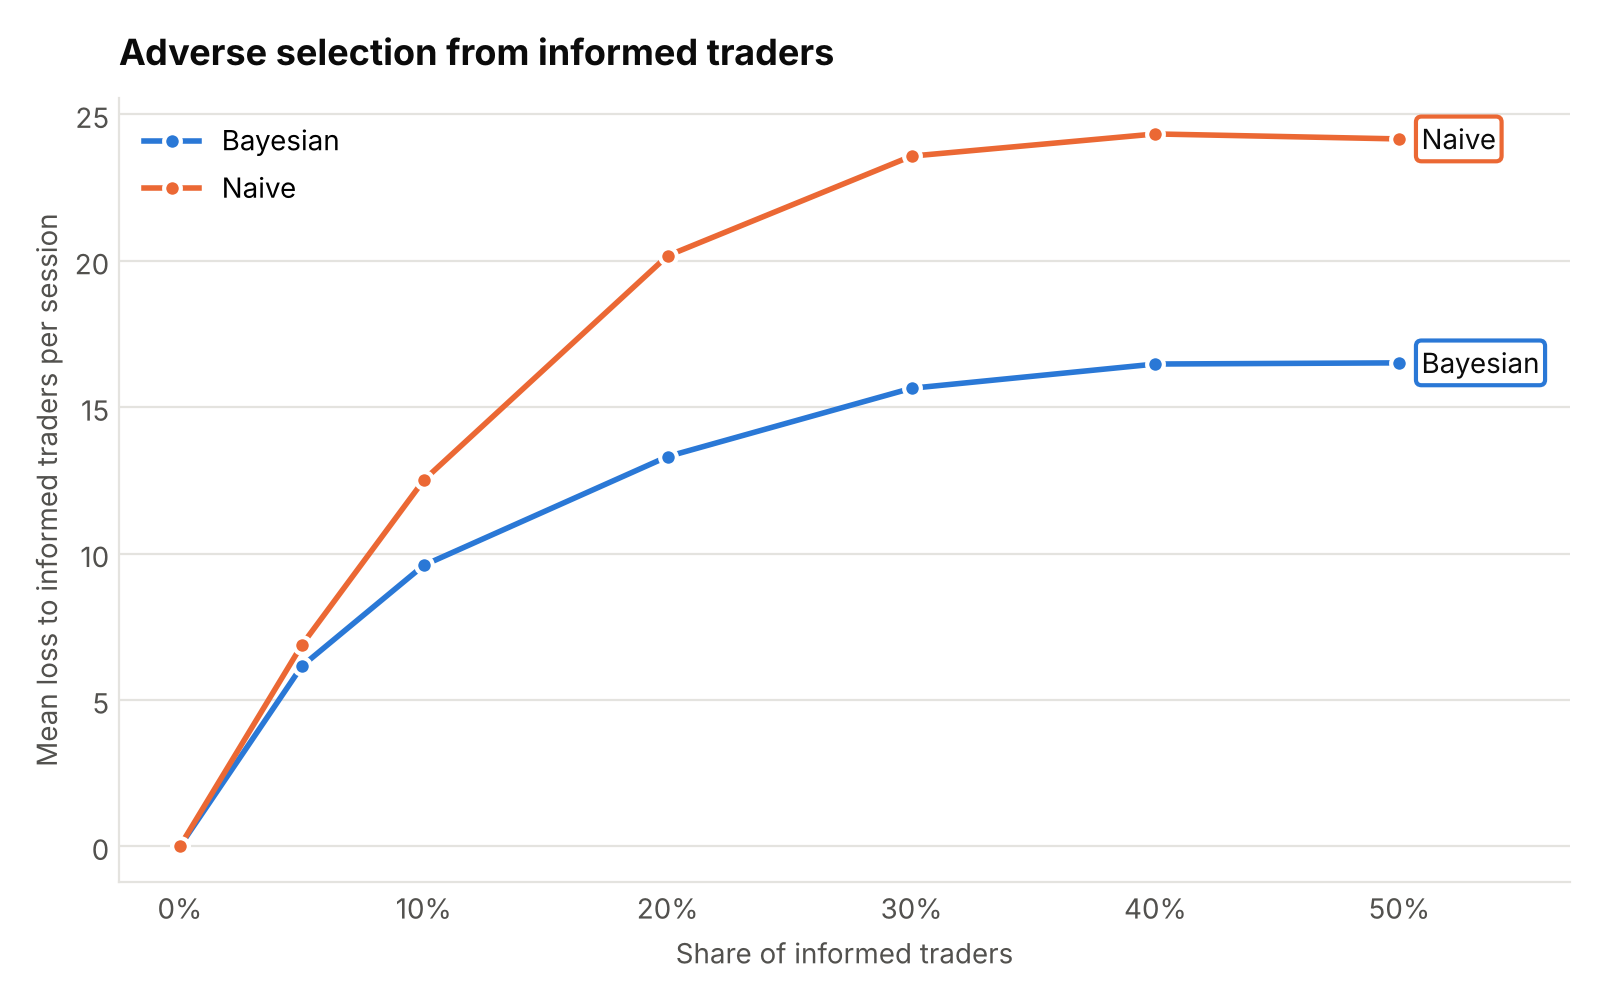 Adverse selection from informed traders
Bayesian
Naive
Naive
Bayesian
25
20
15
10
5
0
Mean loss to informed traders per session
0% 10% 20% 30% 40% 50%
Share of informed traders